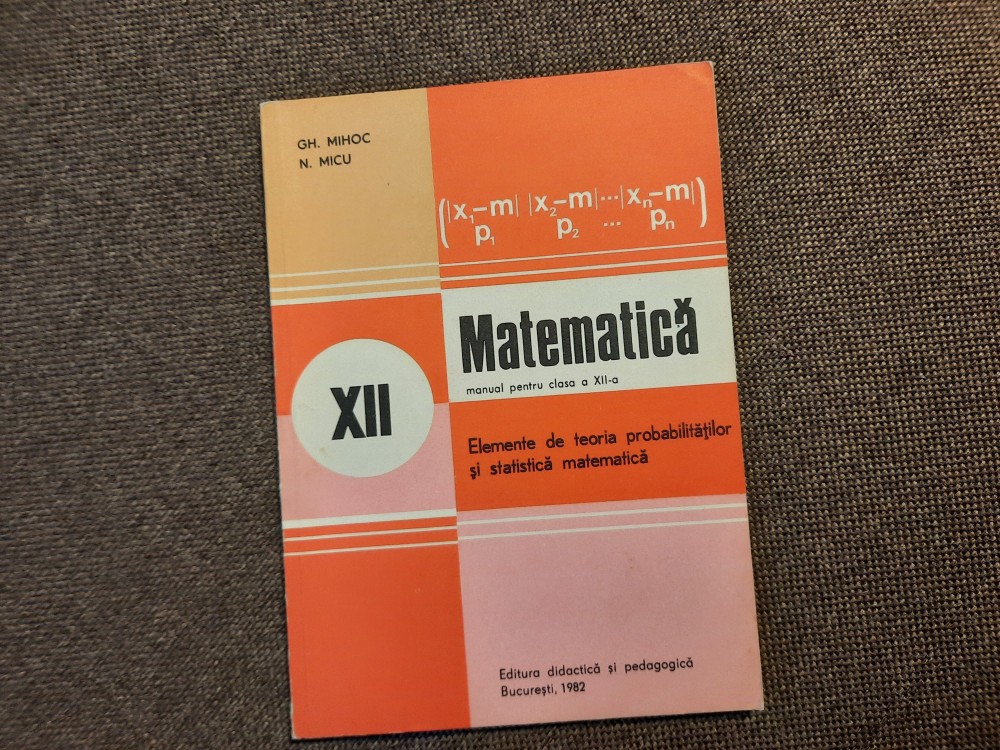 GH. MIHOC
N. MICU
(|x₁–m| |x₂–m|···|xₙ–m|)
p₁ p₂ ... pₙ
XII
Matematică
manual pentru clasa a XII-a
Elemente de teoria probabilităţilor
şi statistică matematică
Editura didactică şi pedagogică
Bucureşti, 1982